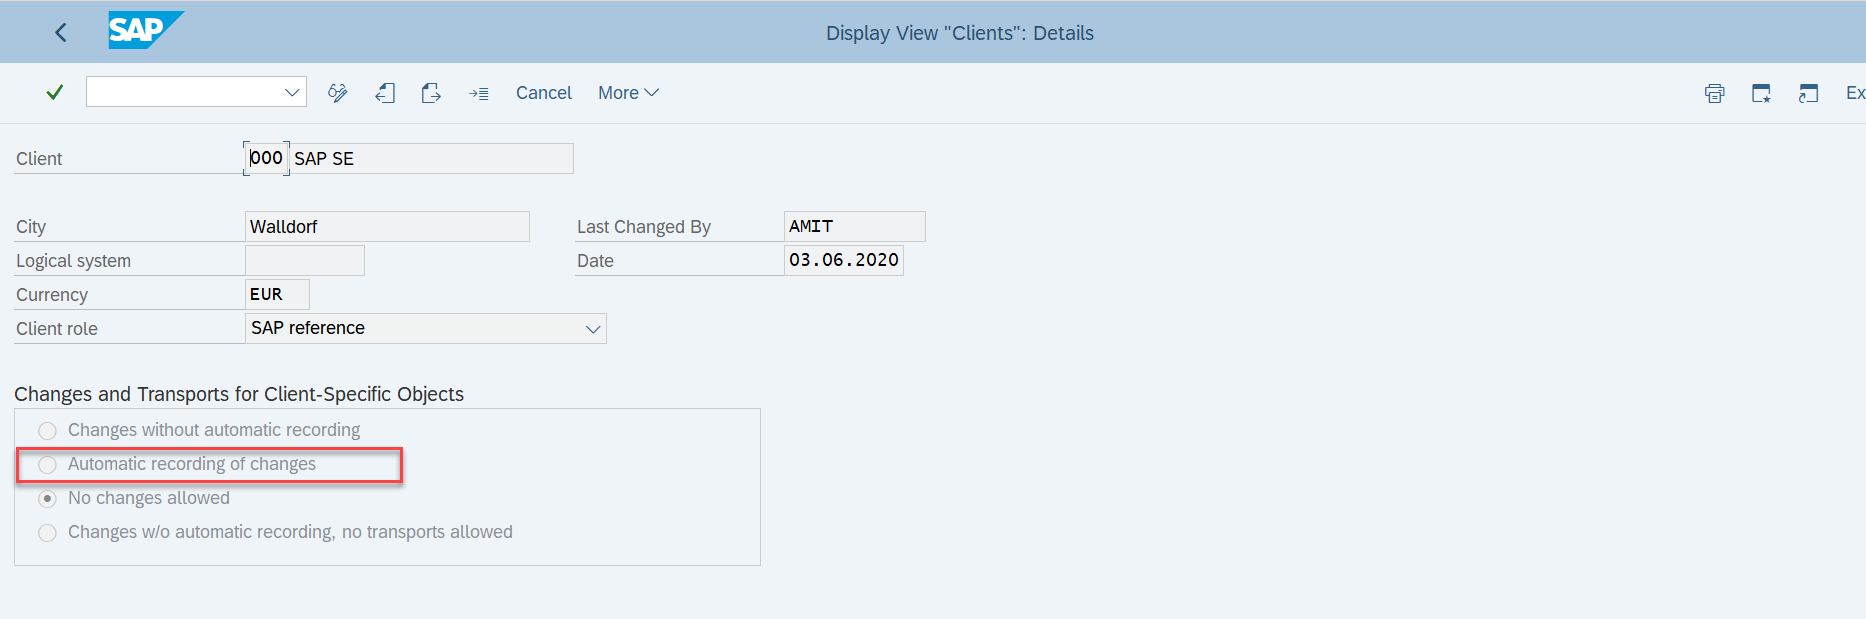 SAP
Display View "Clients": Details
Cancel More Ex
Client 000 SAP SE
City Walldorf Last Changed By AMIT
Logical system Date 03.06.2020
Currency EUR
Client role SAP reference
Changes and Transports for Client-Specific Objects
Changes without automatic recording
Automatic recording of changes
No changes allowed
Changes w/o automatic recording, no transports allowed